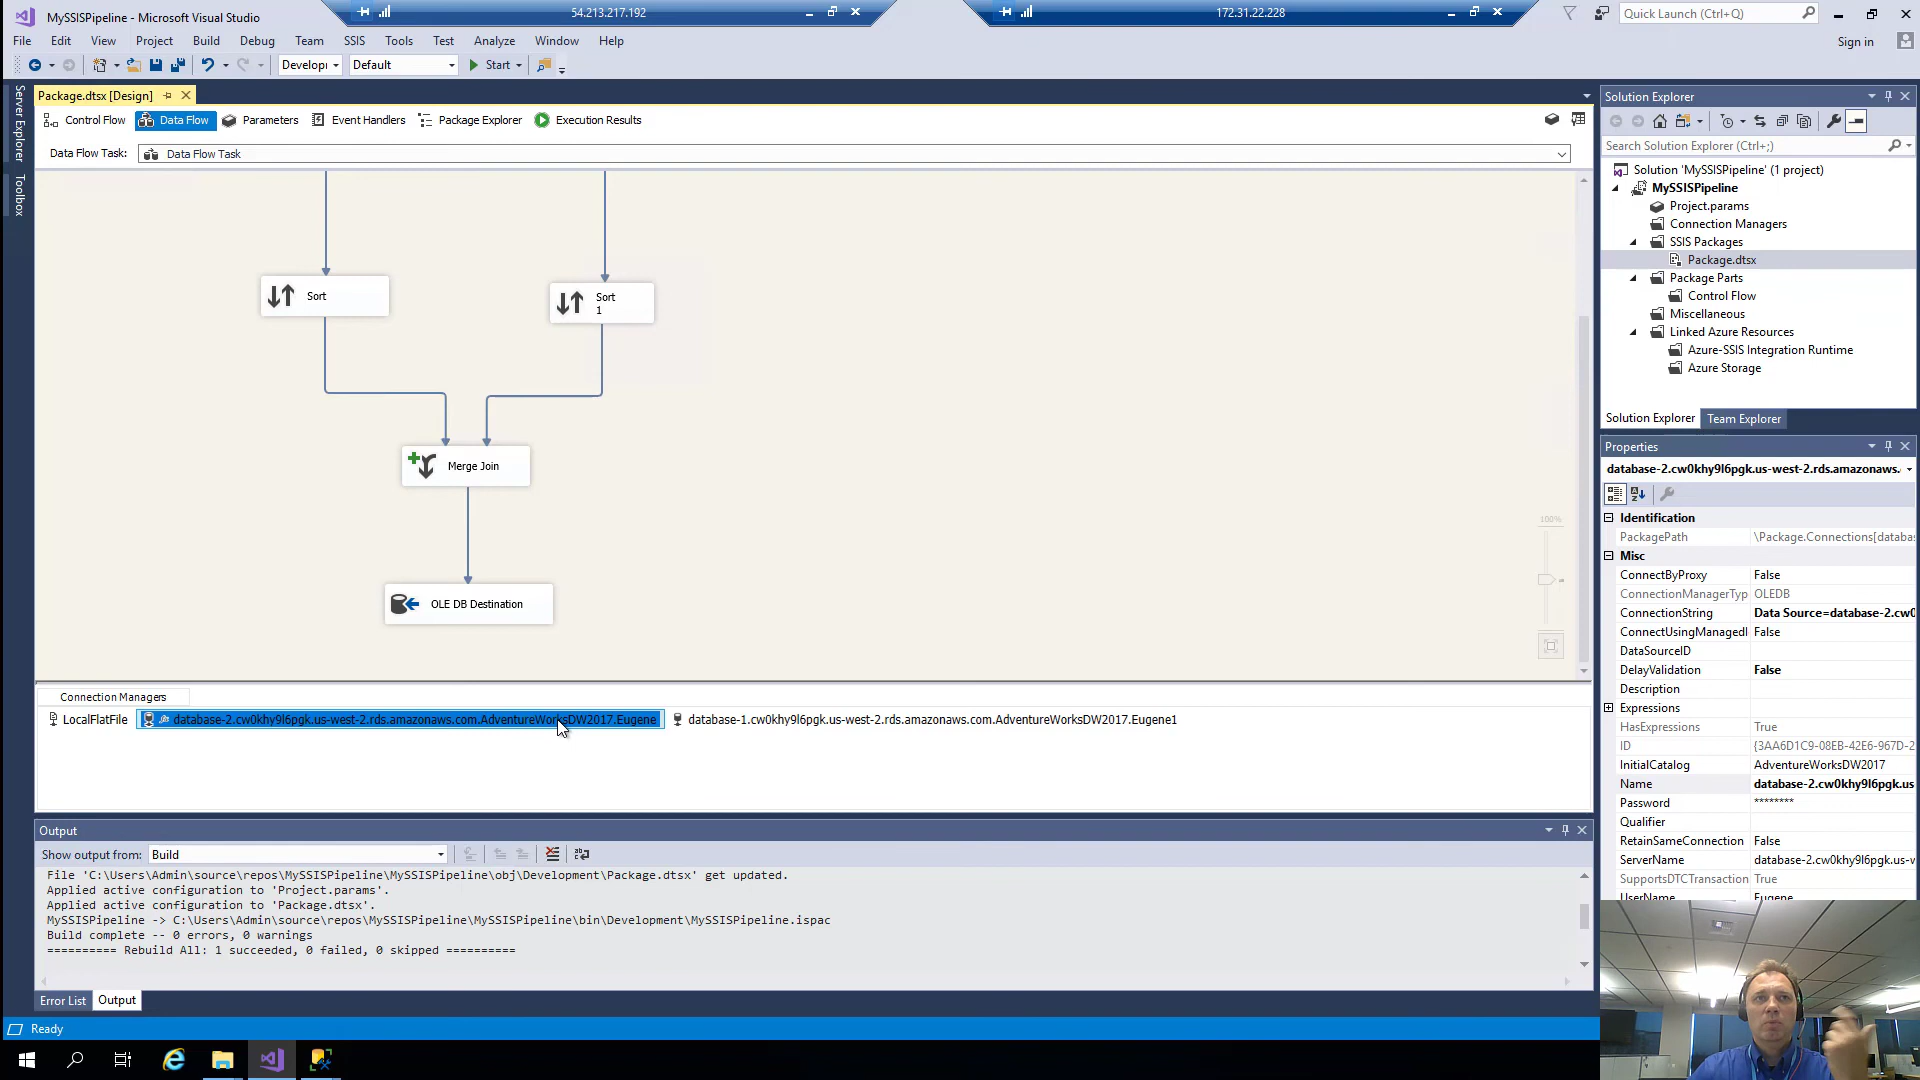 MySSISPipeline - Microsoft Visual Studio
54.213.217.192
172.31.22.228
Quick Launch (Ctrl+Q)
File Edit View Project Build Debug Team SSIS Tools Test Analyze Window Help
Sign in
Default
Start
Server Explorer
Toolbox
Package.dtsx [Design]
Control Flow Data Flow Parameters Event Handlers Package Explorer Execution Results
Data Flow Task: Data Flow Task
Sort
Sort
1
Merge Join
OLE DB Destination
100%
Connection Managers
LocalFlatFile database-2.cw0khy9l6pgk.us-west-2.rds.amazonaws.com.AdventureWorksDW2017.Eugene database-1.cw0khy9l6pgk.us-west-2.rds.amazonaws.com.AdventureWorksDW2017.Eugene1
Output
Show output from: Build
File 'C:\Users\Admin\source\repos\MySSISPipeline\MySSISPipeline\obj\Development\Package.dtsx' get updated.
Applied active configuration to 'Project.params'.
Applied active configuration to 'Package.dtsx'.
MySSISPipeline -> C:\Users\Admin\source\repos\MySSISPipeline\MySSISPipeline\bin\Development\MySSISPipeline.ispac
Build complete -- 0 errors, 0 warnings
========== Rebuild All: 1 succeeded, 0 failed, 0 skipped ==========
Error List Output
Ready
Solution Explorer
Search Solution Explorer (Ctrl+;)
Solution 'MySSISPipeline' (1 project)
MySSISPipeline
Project.params
Connection Managers
SSIS Packages
Package.dtsx
Package Parts
Control Flow
Miscellaneous
Linked Azure Resources
Azure-SSIS Integration Runtime
Azure Storage
Solution Explorer Team Explorer
Properties
database-2.cw0khy9l6pgk.us-west-2.rds.amazonaws.
Identification
PackagePath \Package.Connections[databa
Misc
ConnectByProxy False
ConnectionManagerTyp OLEDB
ConnectionString Data Source=database-2.cw0
ConnectUsingManagedI False
DataSourceID
DelayValidation False
Description
Expressions
HasExpressions True
ID {3AA6D1C9-08EB-42E6-967D-2
InitialCatalog AdventureWorksDW2017
Name database-2.cw0khy9l6pgk.us
Password ********
Qualifier
RetainSameConnection False
ServerName database-2.cw0khy9l6pgk.us-v
SupportsDTCTransaction True
UserName Eugene